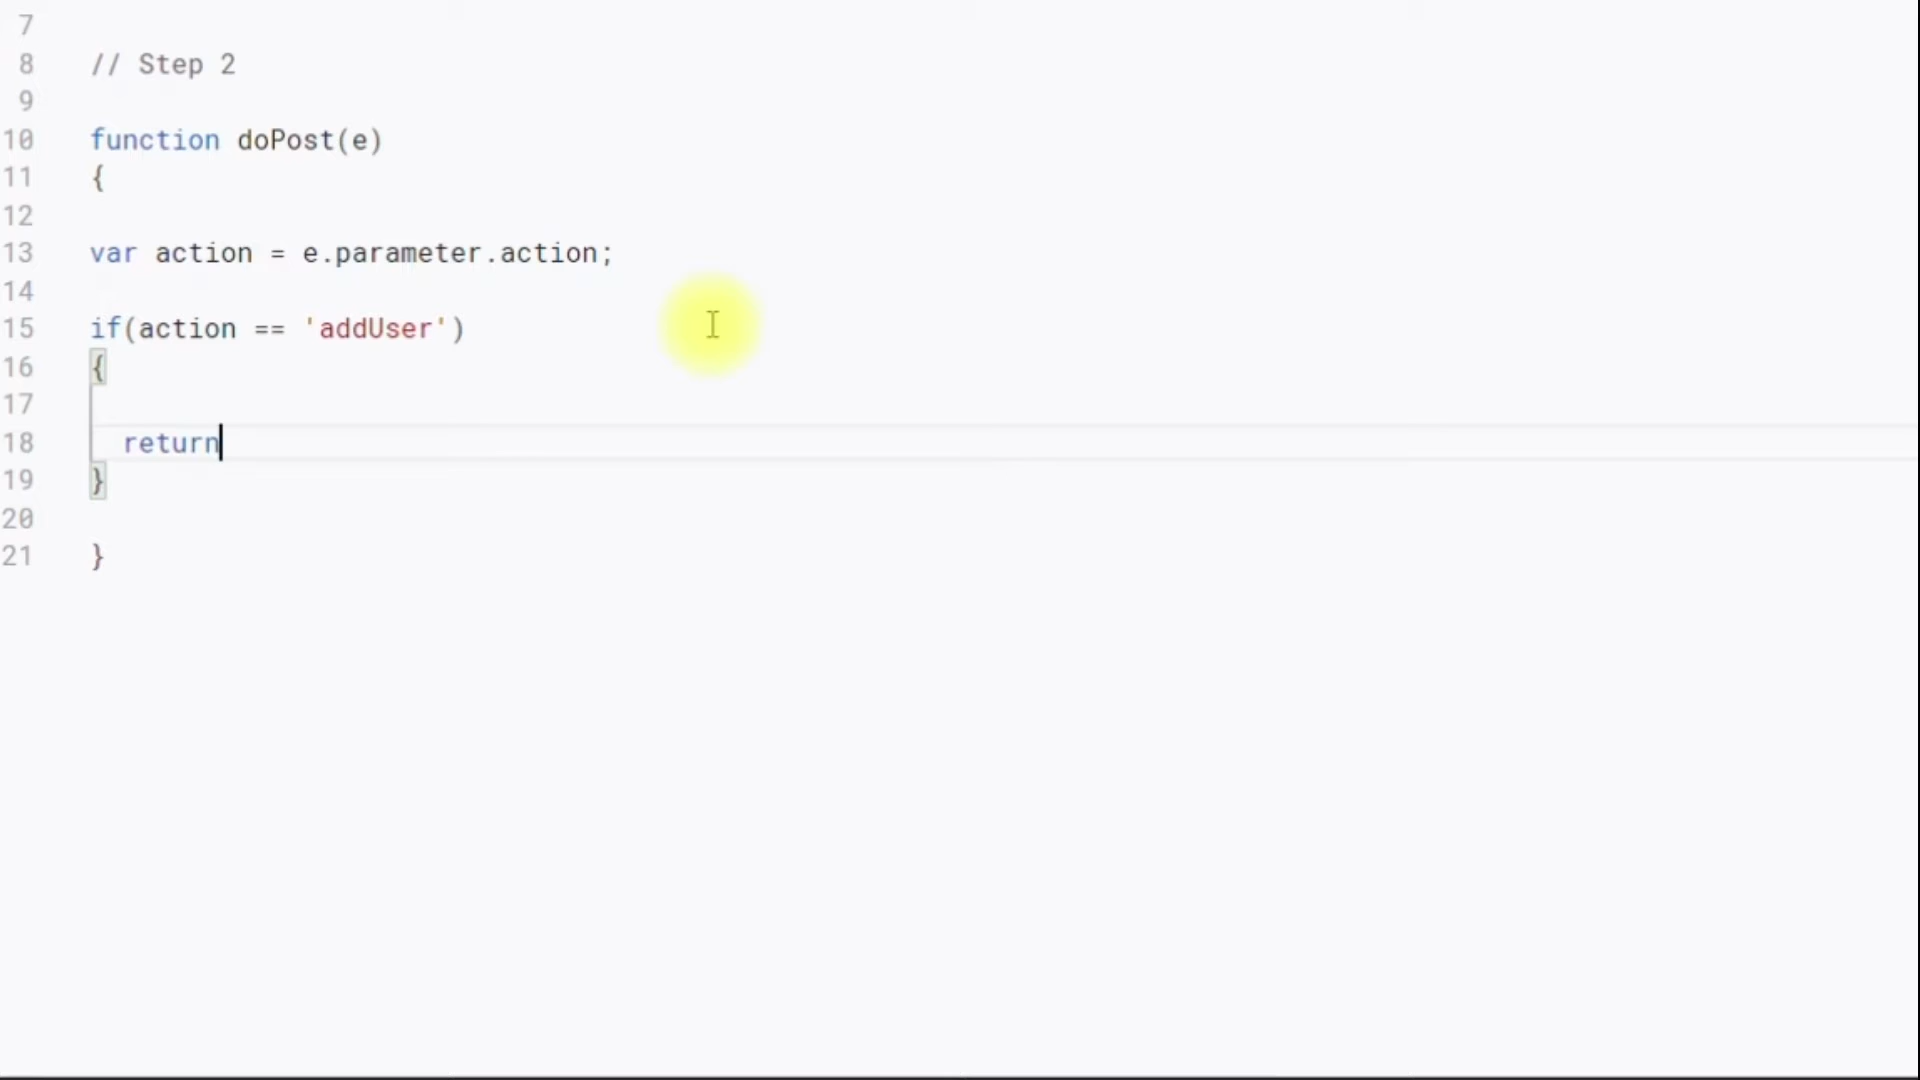 7
8 // Step 2
9
10 function doPost(e)
11 {
12
13 var action = e.parameter.action;
14
15 if(action == 'addUser')
16 {
17
18 return
19 }
20
21 }